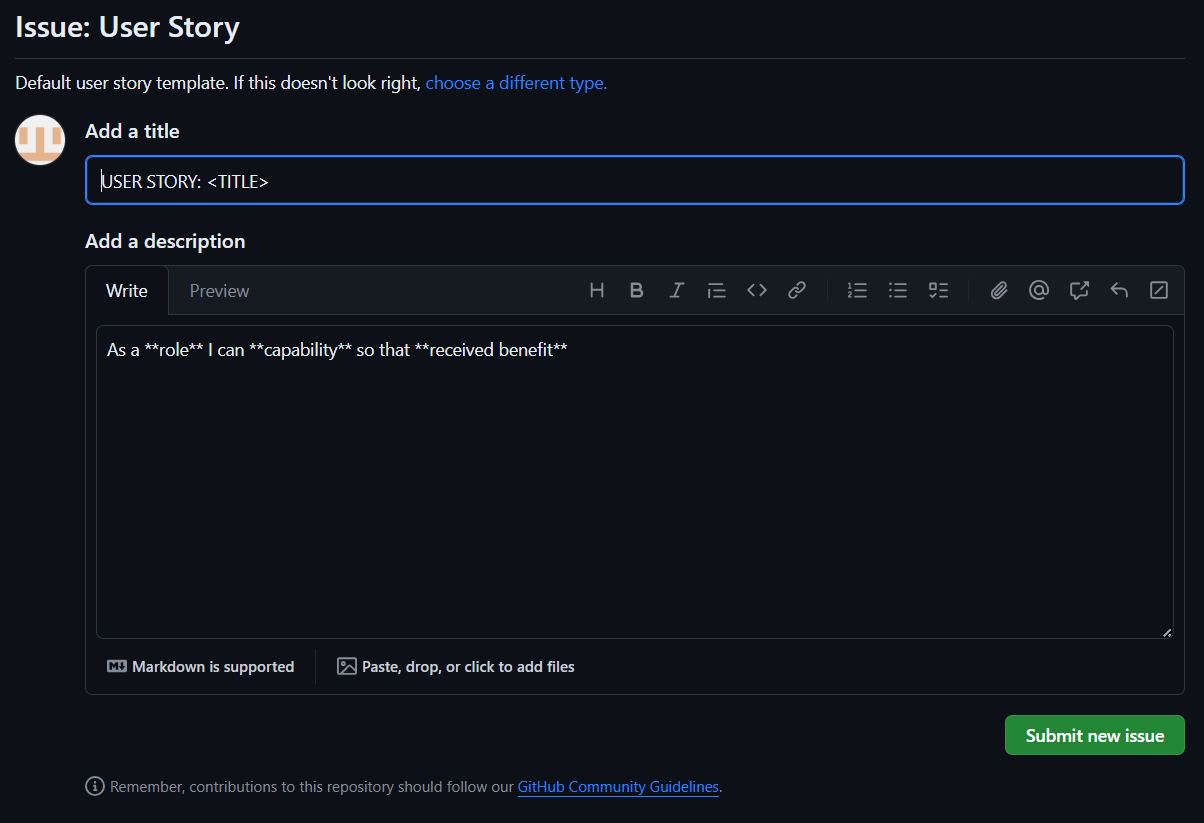 Issue: User Story
Default user story template. If this doesn't look right, choose a different type.
Add a title
USER STORY: <TITLE>
Add a description
Write Preview
As a **role** I can **capability** so that **received benefit**
Markdown is supported Paste, drop, or click to add files
Submit new issue
Remember, contributions to this repository should follow our GitHub Community Guidelines.